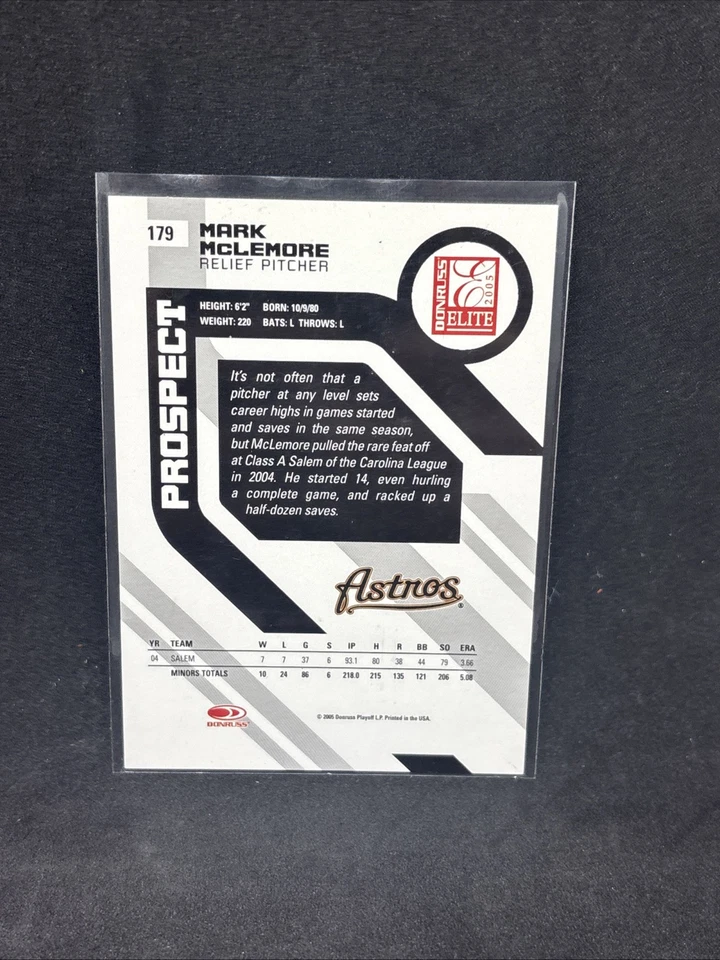 179
MARK
McLEMORE
RELIEF PITCHER
DONRUSS
E
2005
ELITE
HEIGHT: 6'2" BORN: 10/9/80
WEIGHT: 220 BATS: L THROWS: L
PROSPECT
It's not often that a
pitcher at any level sets
career highs in games started
and saves in the same season,
but McLemore pulled the rare feat off
at Class A Salem of the Carolina League
in 2004. He started 14, even hurling
a complete game, and racked up a
half-dozen saves.
Astros
®
YR TEAM W L G S IP H R BB SO ERA
04 SALEM 7 7 37 6 93.1 80 38 44 79 3.66
MINORS TOTALS 10 24 86 6 218.0 215 135 121 206 5.08
DONRUSS
© 2005 Donruss Playoff L.P. Printed in the USA.